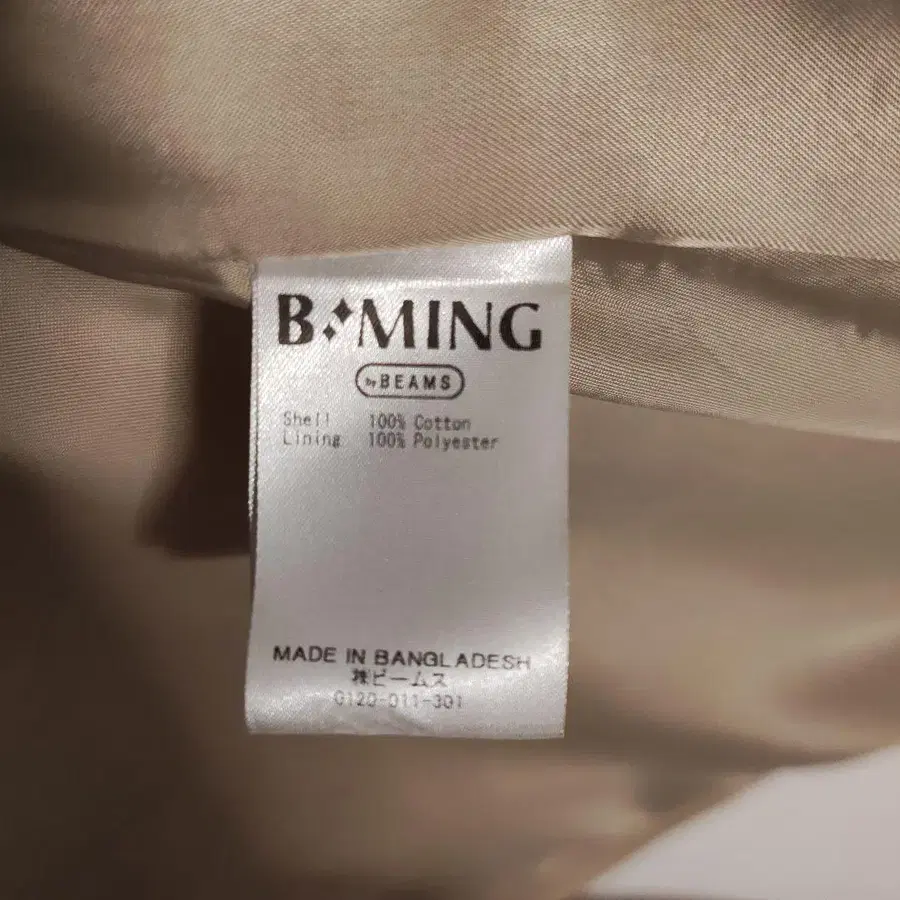 B MING
by BEAMS
Shell 100% Cotton
Lining 100% Polyester
MADE IN BANGLADESH
㈱ビームス
0120-011-301